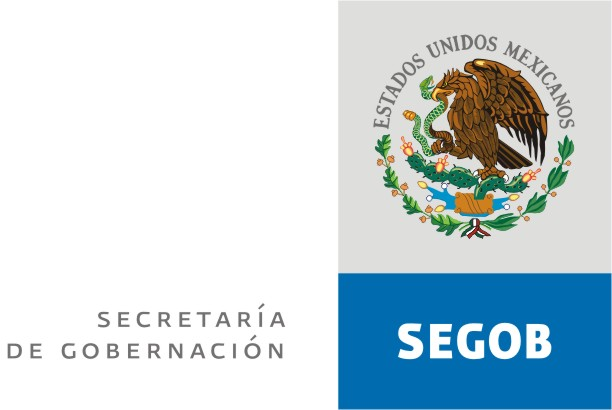 ESTADOS UNIDOS MEXICANOS
SECRETARÍA
DE GOBERNACIÓN
SEGOB